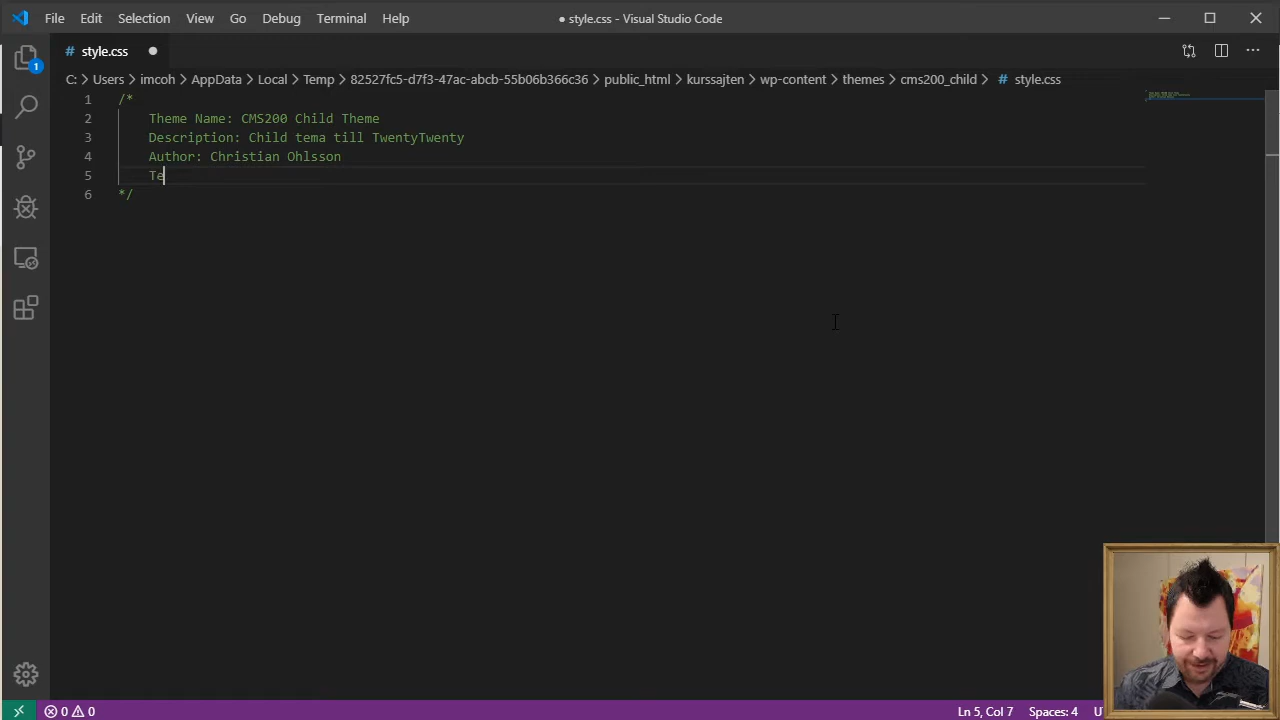 File Edit Selection View Go Debug Terminal Help
● style.css - Visual Studio Code
# style.css ●
1
C: > Users > imcoh > AppData > Local > Temp > 82527fc5-d7f3-47ac-abcb-55b06b366c36 > public_html > kurssajten > wp-content > themes > cms200_child > # style.css
1 /*
2 Theme Name: CMS200 Child Theme
3 Description: Child tema till TwentyTwenty
4 Author: Christian Ohlsson
5 Te
6 */
0 0 Ln 5, Col 7 Spaces: 4